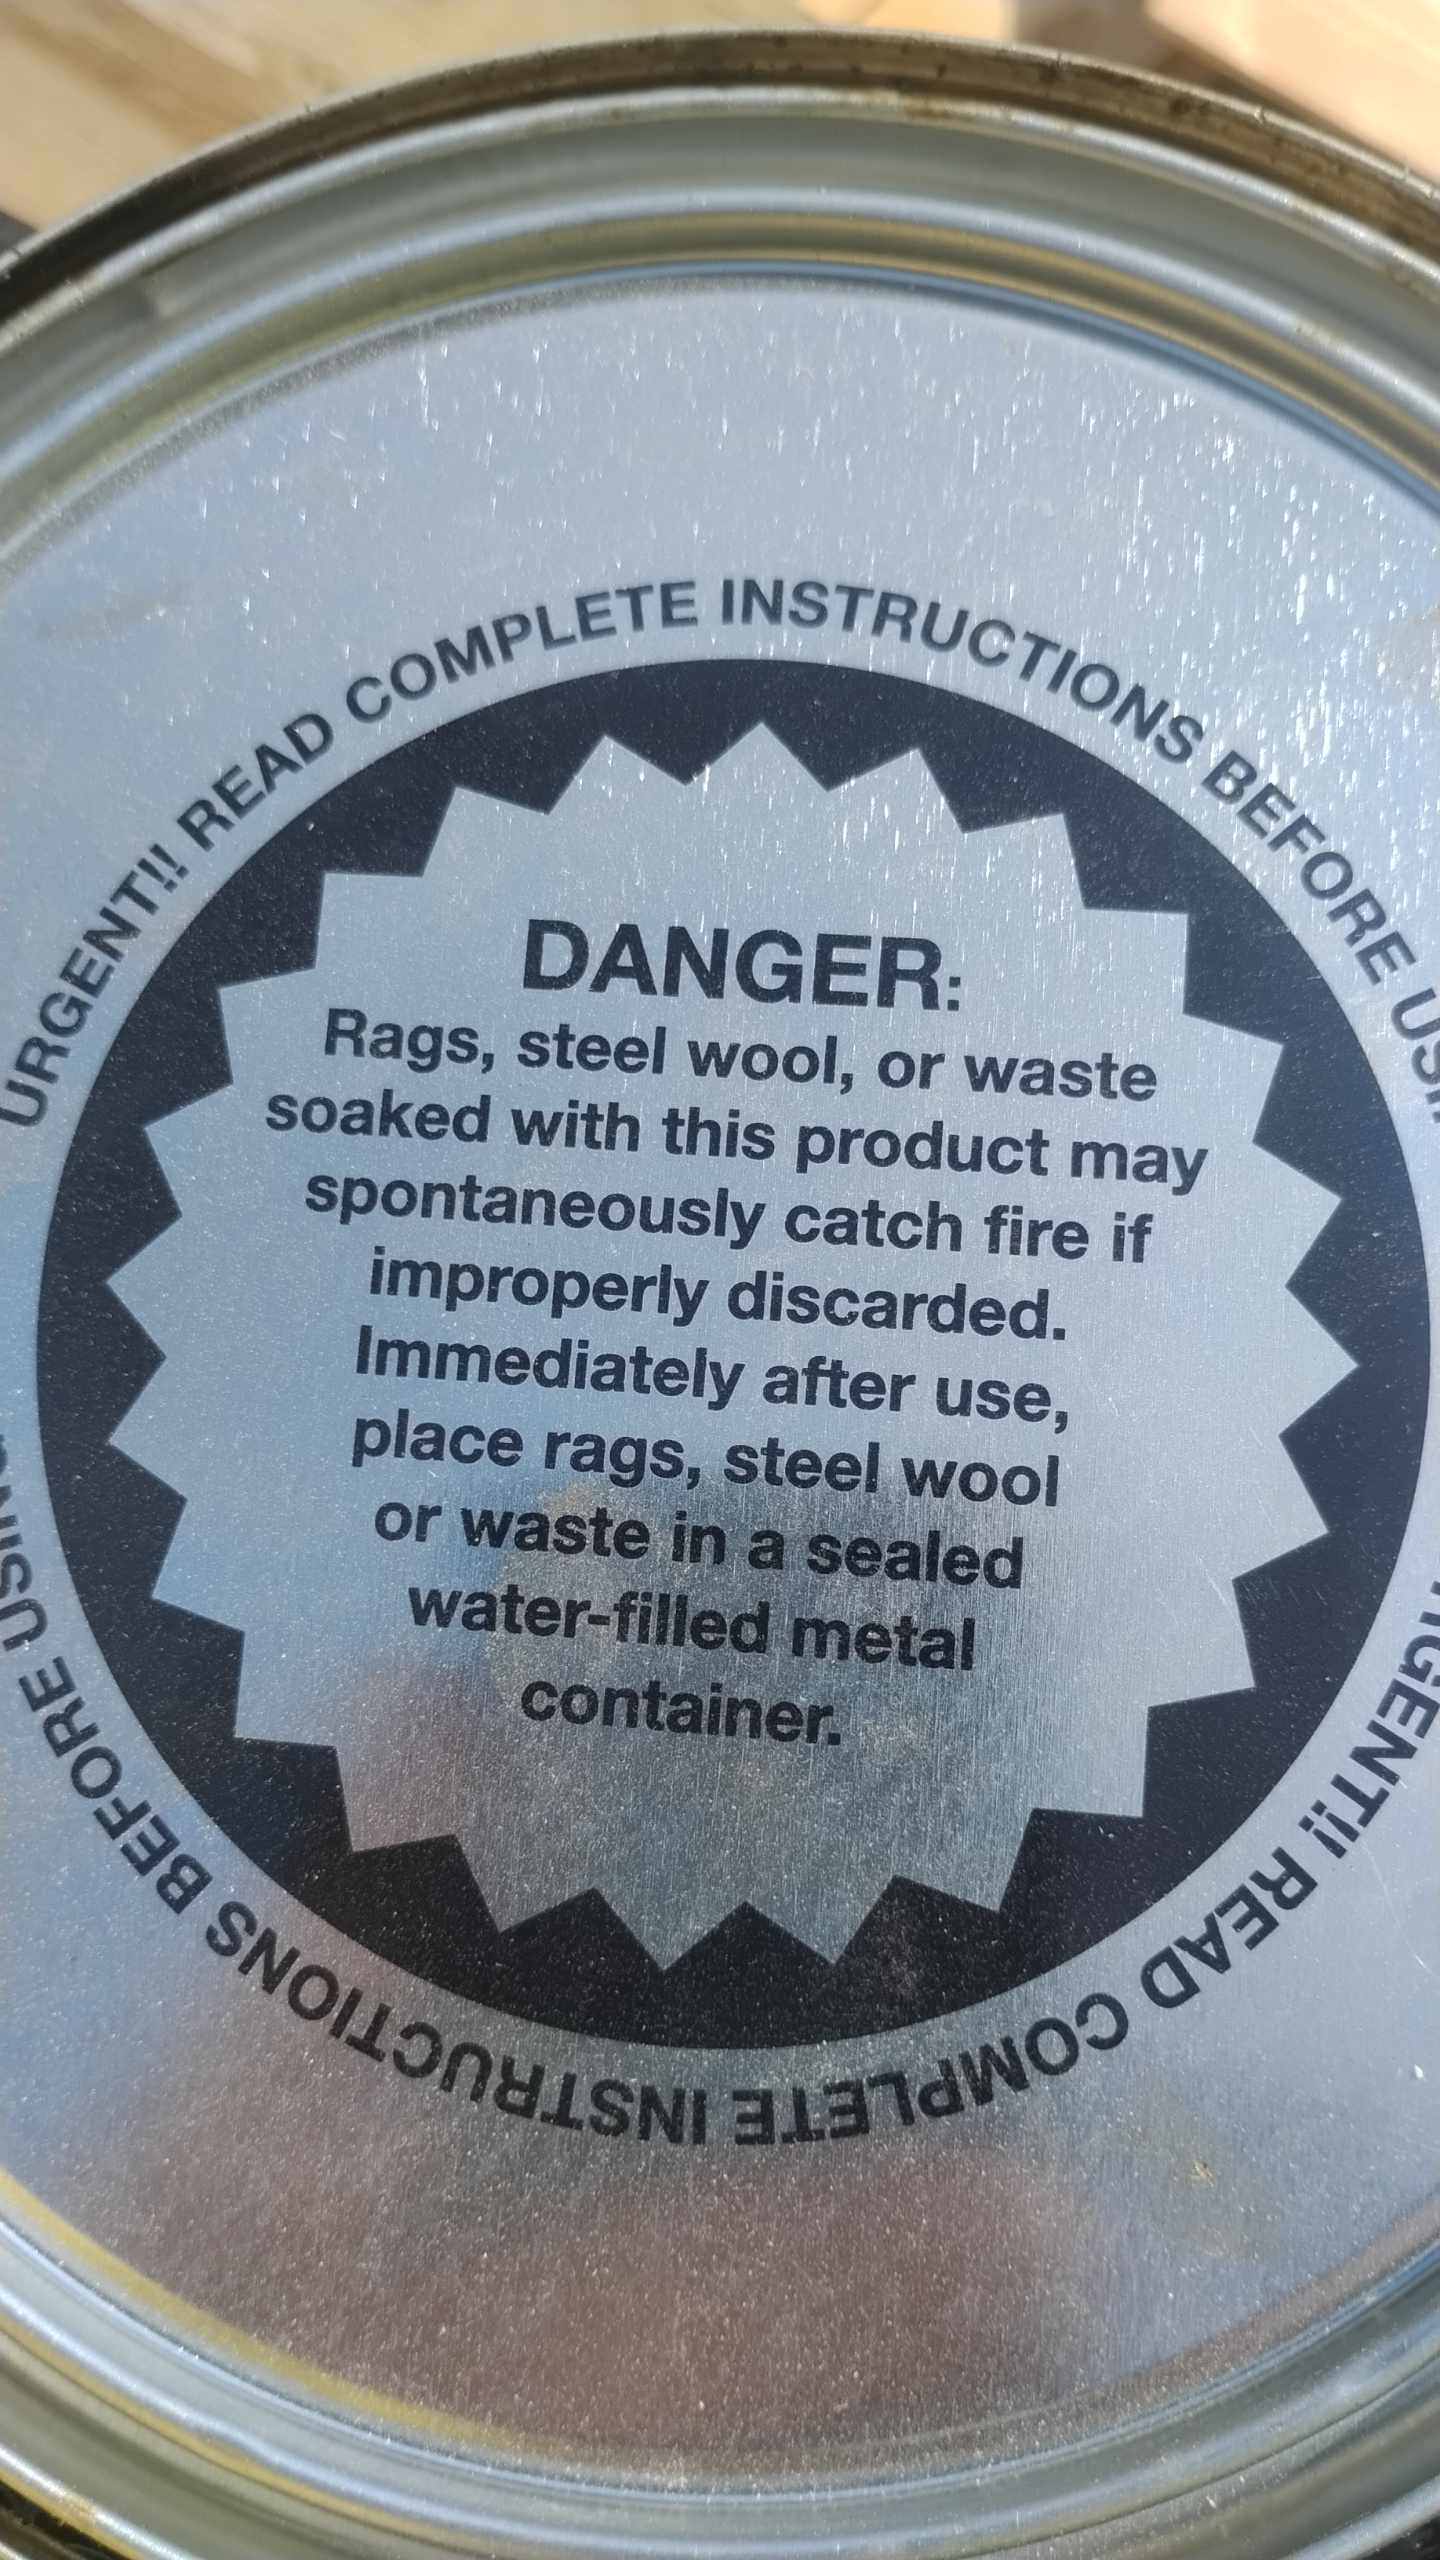 URGENT!! READ COMPLETE INSTRUCTIONS BEFORE
DANGER:
Rags, steel wool, or waste
soaked with this product may
spontaneously catch fire if
improperly discarded.
Immediately after use,
place rags, steel wool
or waste in a sealed
water-filled metal
container.
READ COMPLETE INSTRUCTIONS BEFORE